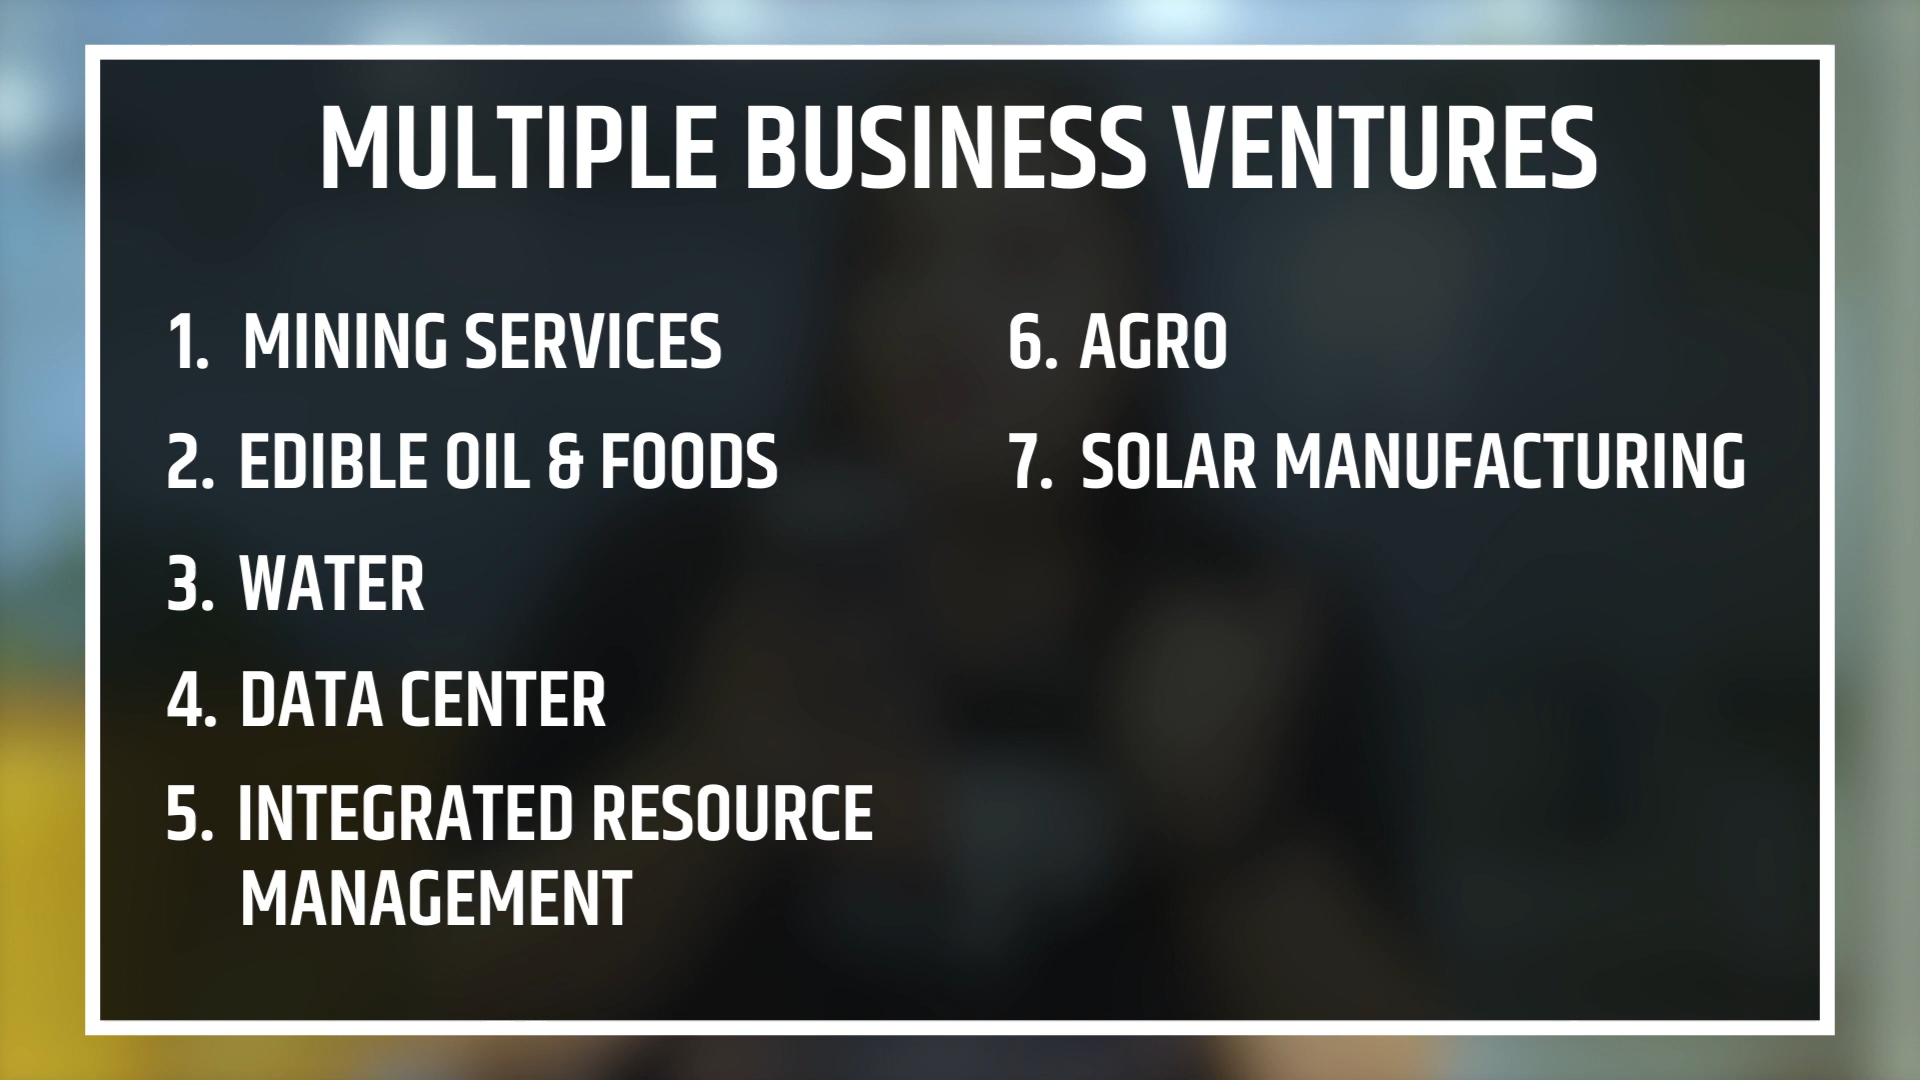 MULTIPLE BUSINESS VENTURES
1. MINING SERVICES
2. EDIBLE OIL & FOODS
3. WATER
4. DATA CENTER
5. INTEGRATED RESOURCE
MANAGEMENT
6. AGRO
7. SOLAR MANUFACTURING